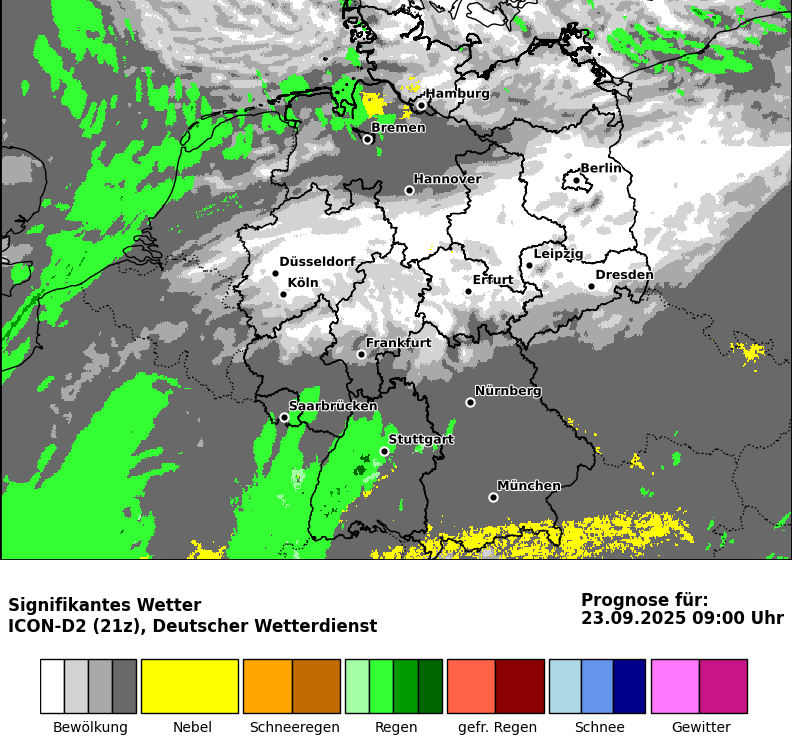 Hamburg
Bremen
Hannover
Berlin
Düsseldorf
Köln
Leipzig
Erfurt
Dresden
Frankfurt
Nürnberg
Saarbrücken
Stuttgart
München
Signifikantes Wetter
ICON-D2 (21z), Deutscher Wetterdienst
Prognose für:
23.09.2025 09:00 Uhr
Bewölkung Nebel Schneeregen Regen gefr. Regen Schnee Gewitter